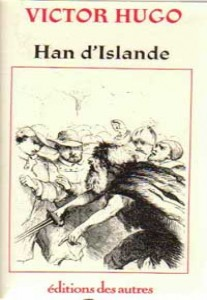 VICTOR HUGO
Han d'Islande
éditions des autres